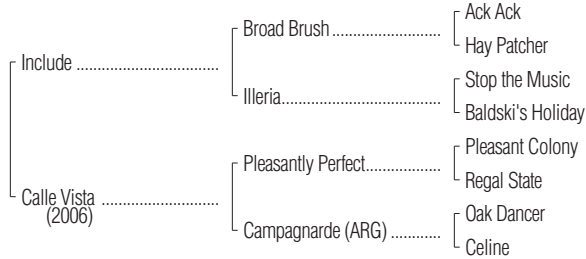 Ack Ack
Broad Brush
Hay Patcher
Include
Stop the Music
Illeria
Baldski's Holiday
Pleasant Colony
Pleasantly Perfect
Regal State
Calle Vista
(2006)
Oak Dancer
Campagnarde (ARG)
Celine